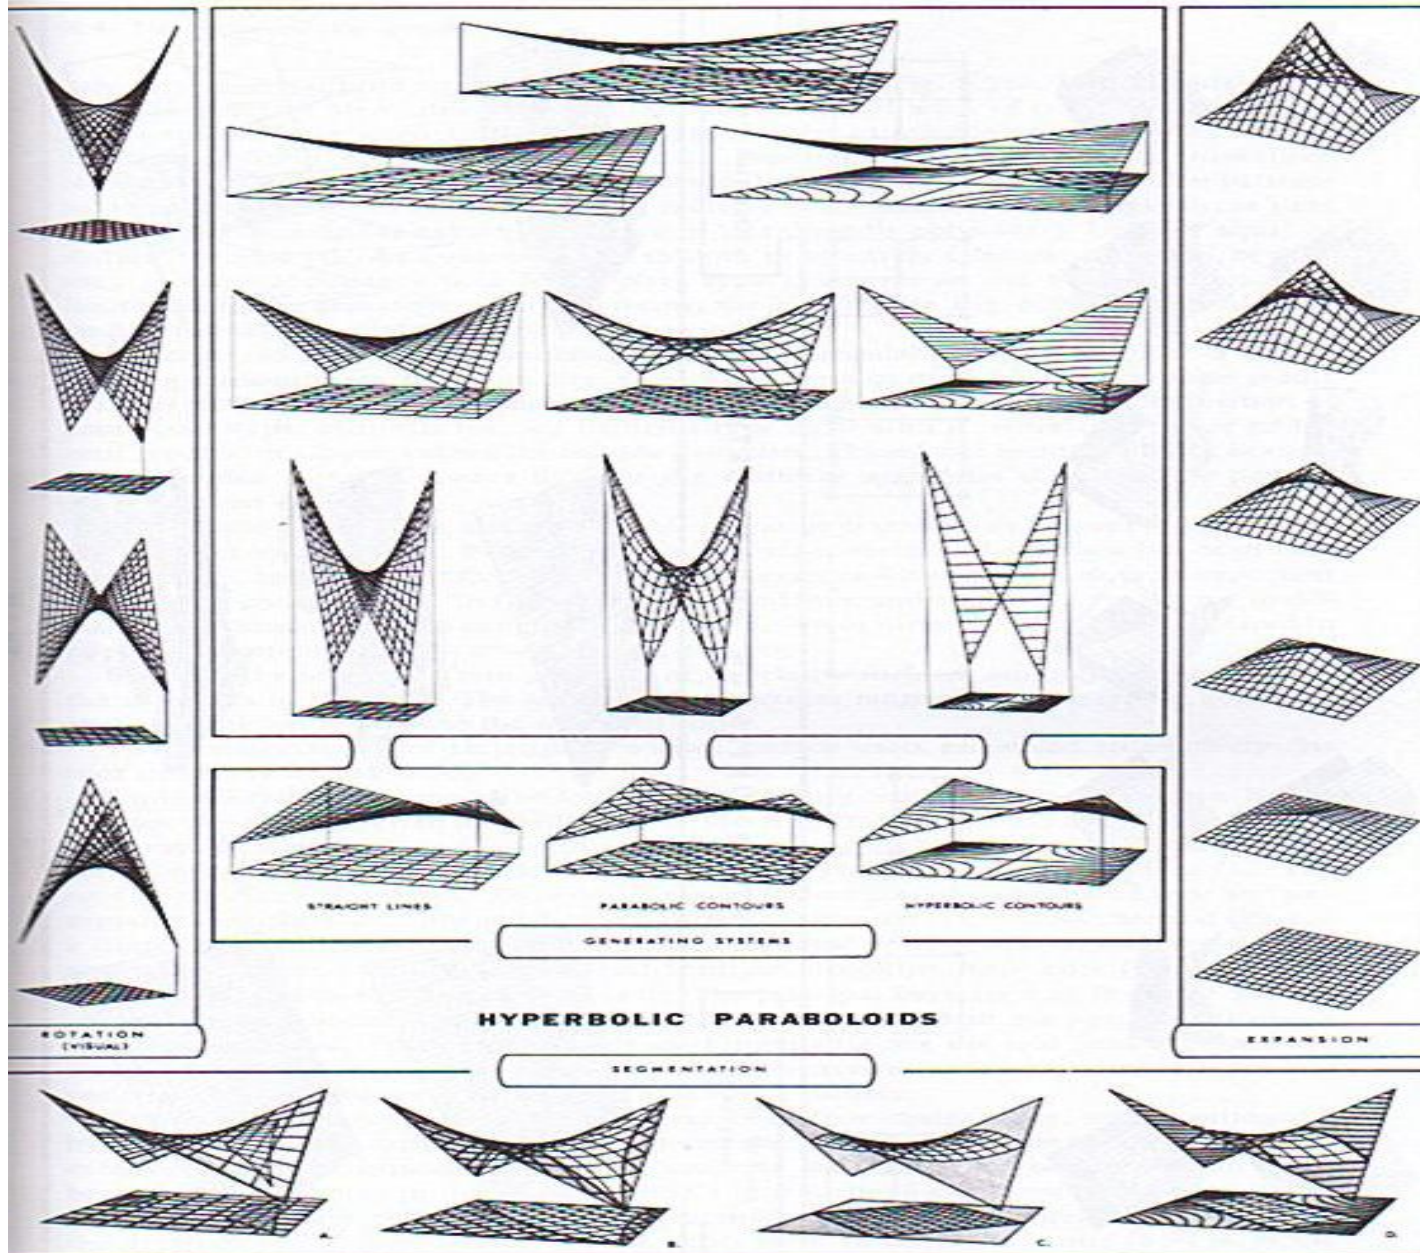 STRAIGHT LINES
PARABOLIC CONTOURS
HYPERBOLIC CONTOURS
GENERATING SYSTEMS
ROTATION
(VISUAL)
HYPERBOLIC PARABOLOIDS
EXPANSION
SEGMENTATION
A.
B.
C.
D.